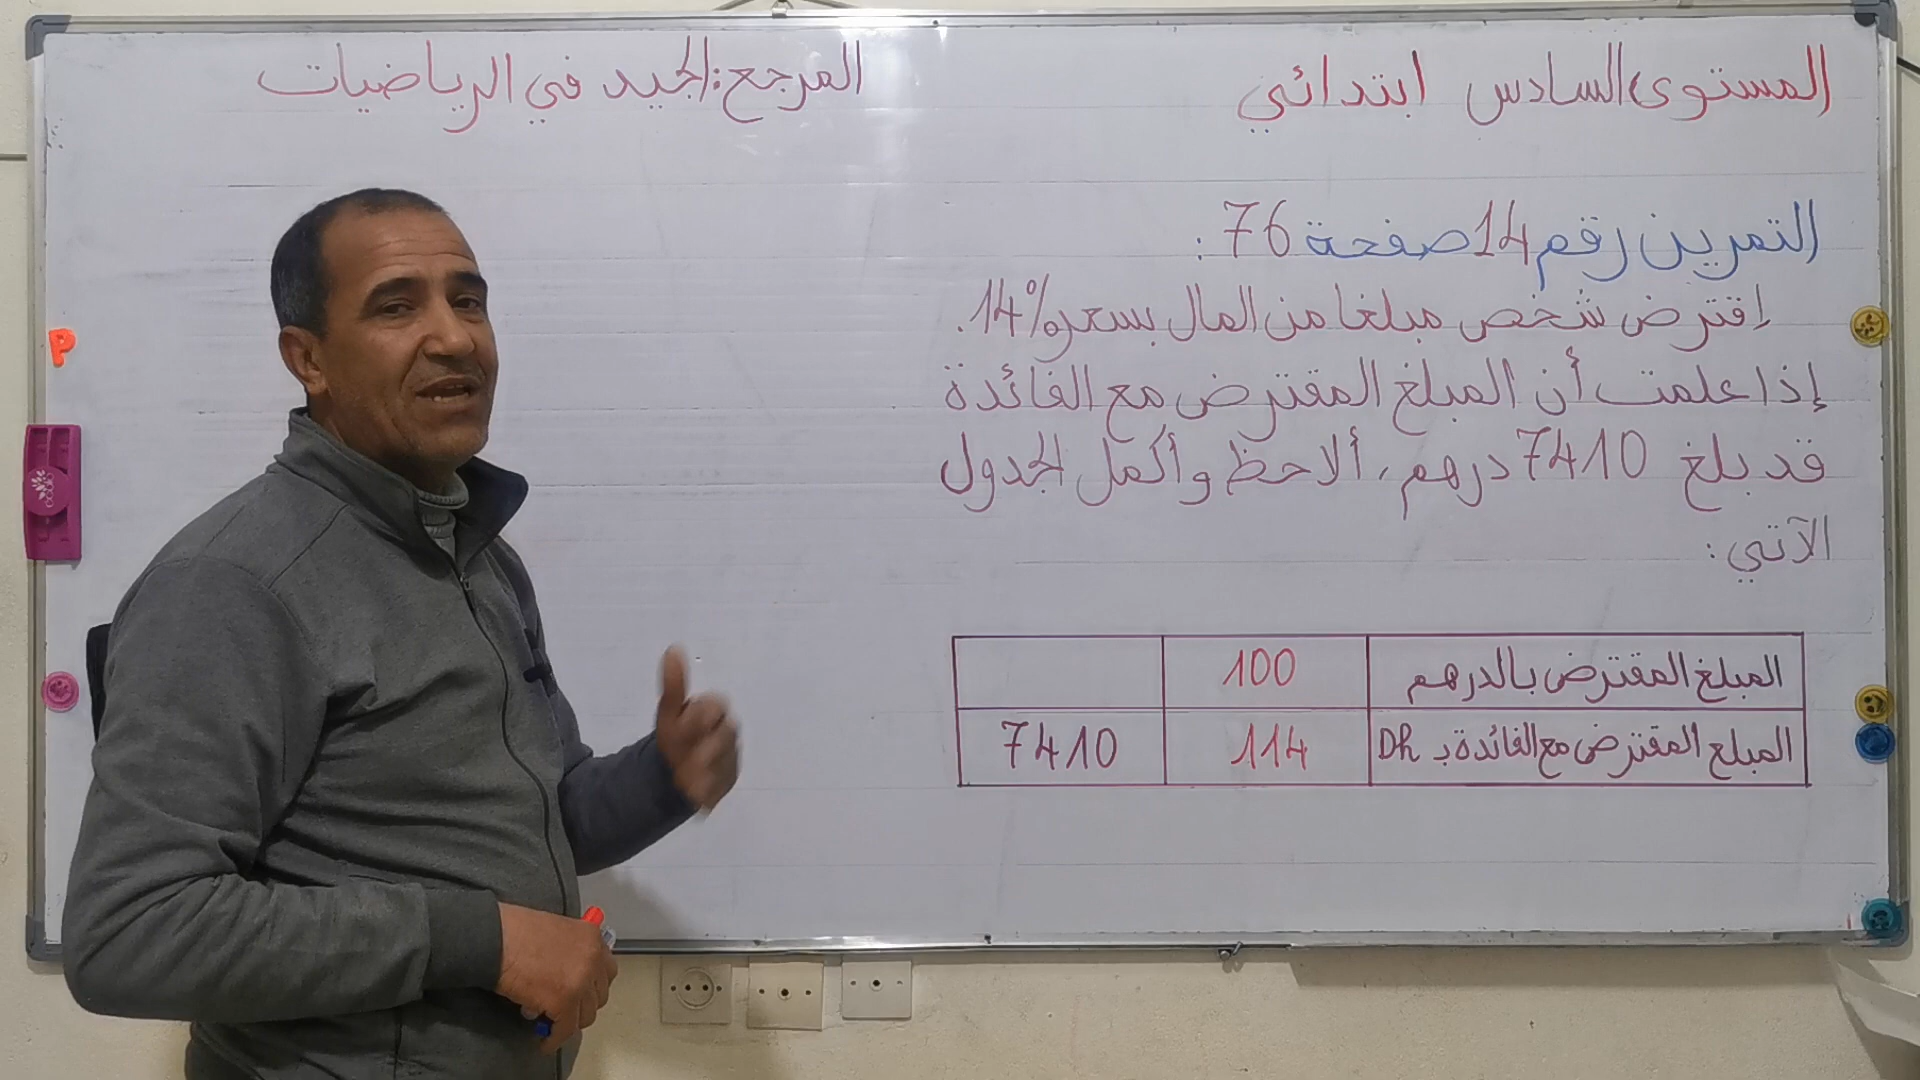 المستوى السادس ابتدائي
المرجع: الجيد في الرياضيات
التمرين رقم 14 صفحة 76 :
إقترض شخص مبلغا من المال بسعر 14%.
إذا علمت أن المبلغ المقترض مع الفائدة
قد بلغ 7410 درهم، ألاحظ وأكمل الجدول
الآتي :
المبلغ المقترض بالدرهم 100
المبلغ المقترض مع الفائدة بـ Dh 114 7410
P